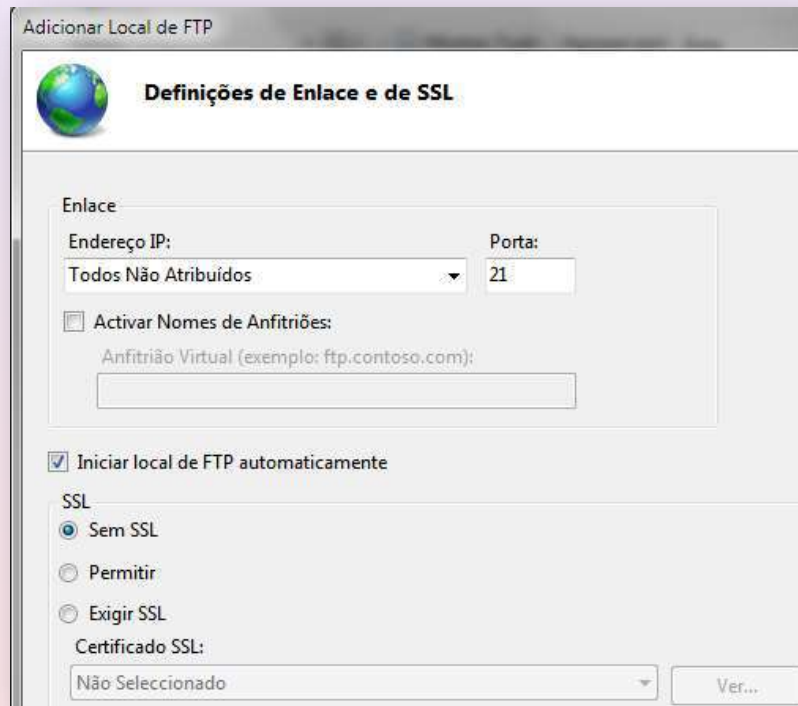 Adicionar Local de FTP
Definições de Enlace e de SSL
Enlace
Endereço IP: Porta:
Todos Não Atribuídos 21
Activar Nomes de Anfitriões:
Anfitrião Virtual (exemplo: ftp.contoso.com):
Iniciar local de FTP automaticamente
SSL
Sem SSL
Permitir
Exigir SSL
Certificado SSL:
Não Seleccionado Ver...